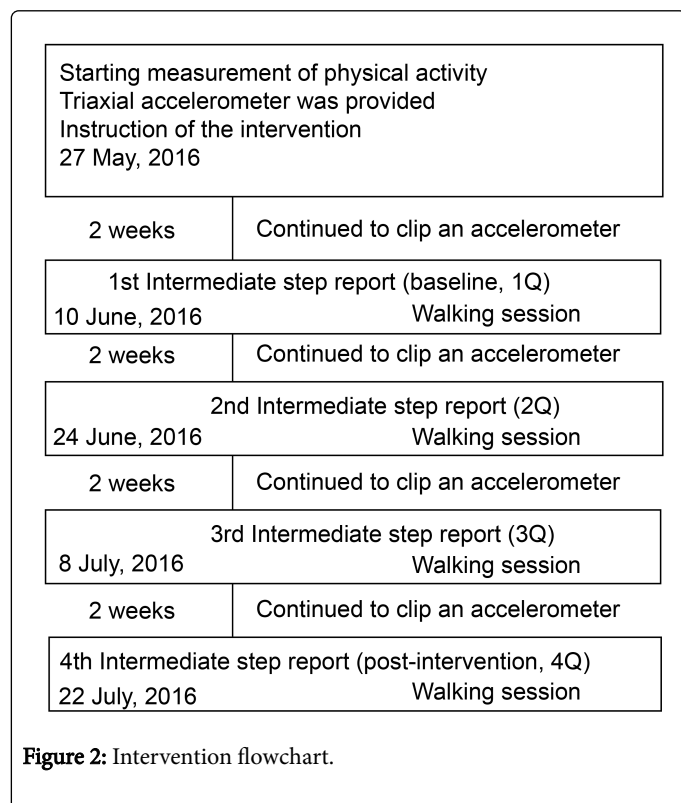 Starting measurement of physical activity
Triaxial accelerometer was provided
Instruction of the intervention
27 May, 2016
2 weeks Continued to clip an accelerometer
1st Intermediate step report (baseline, 1Q)
10 June, 2016 Walking session
2 weeks Continued to clip an accelerometer
2nd Intermediate step report (2Q)
24 June, 2016 Walking session
2 weeks Continued to clip an accelerometer
3rd Intermediate step report (3Q)
8 July, 2016 Walking session
2 weeks Continued to clip an accelerometer
4th Intermediate step report (post-intervention, 4Q)
22 July, 2016 Walking session
Figure 2: Intervention flowchart.